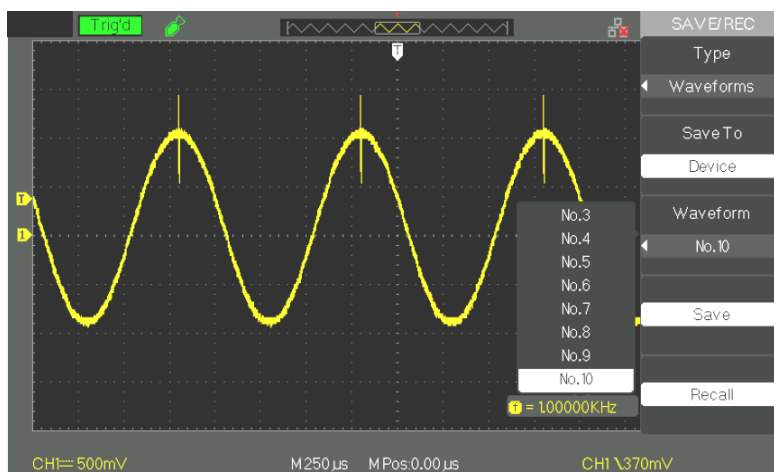 Trig'd
SAVE/REC
T
Type
Waveforms
Save To
Device
T
1
Waveform
No.10
No.3
No.4
No.5
No.6
No.7
No.8
No.9
No.10
Save
Recall
T = 1.00000KHz
CH1 500mV M 250µs M Pos:0.00µs CH1 \370mV